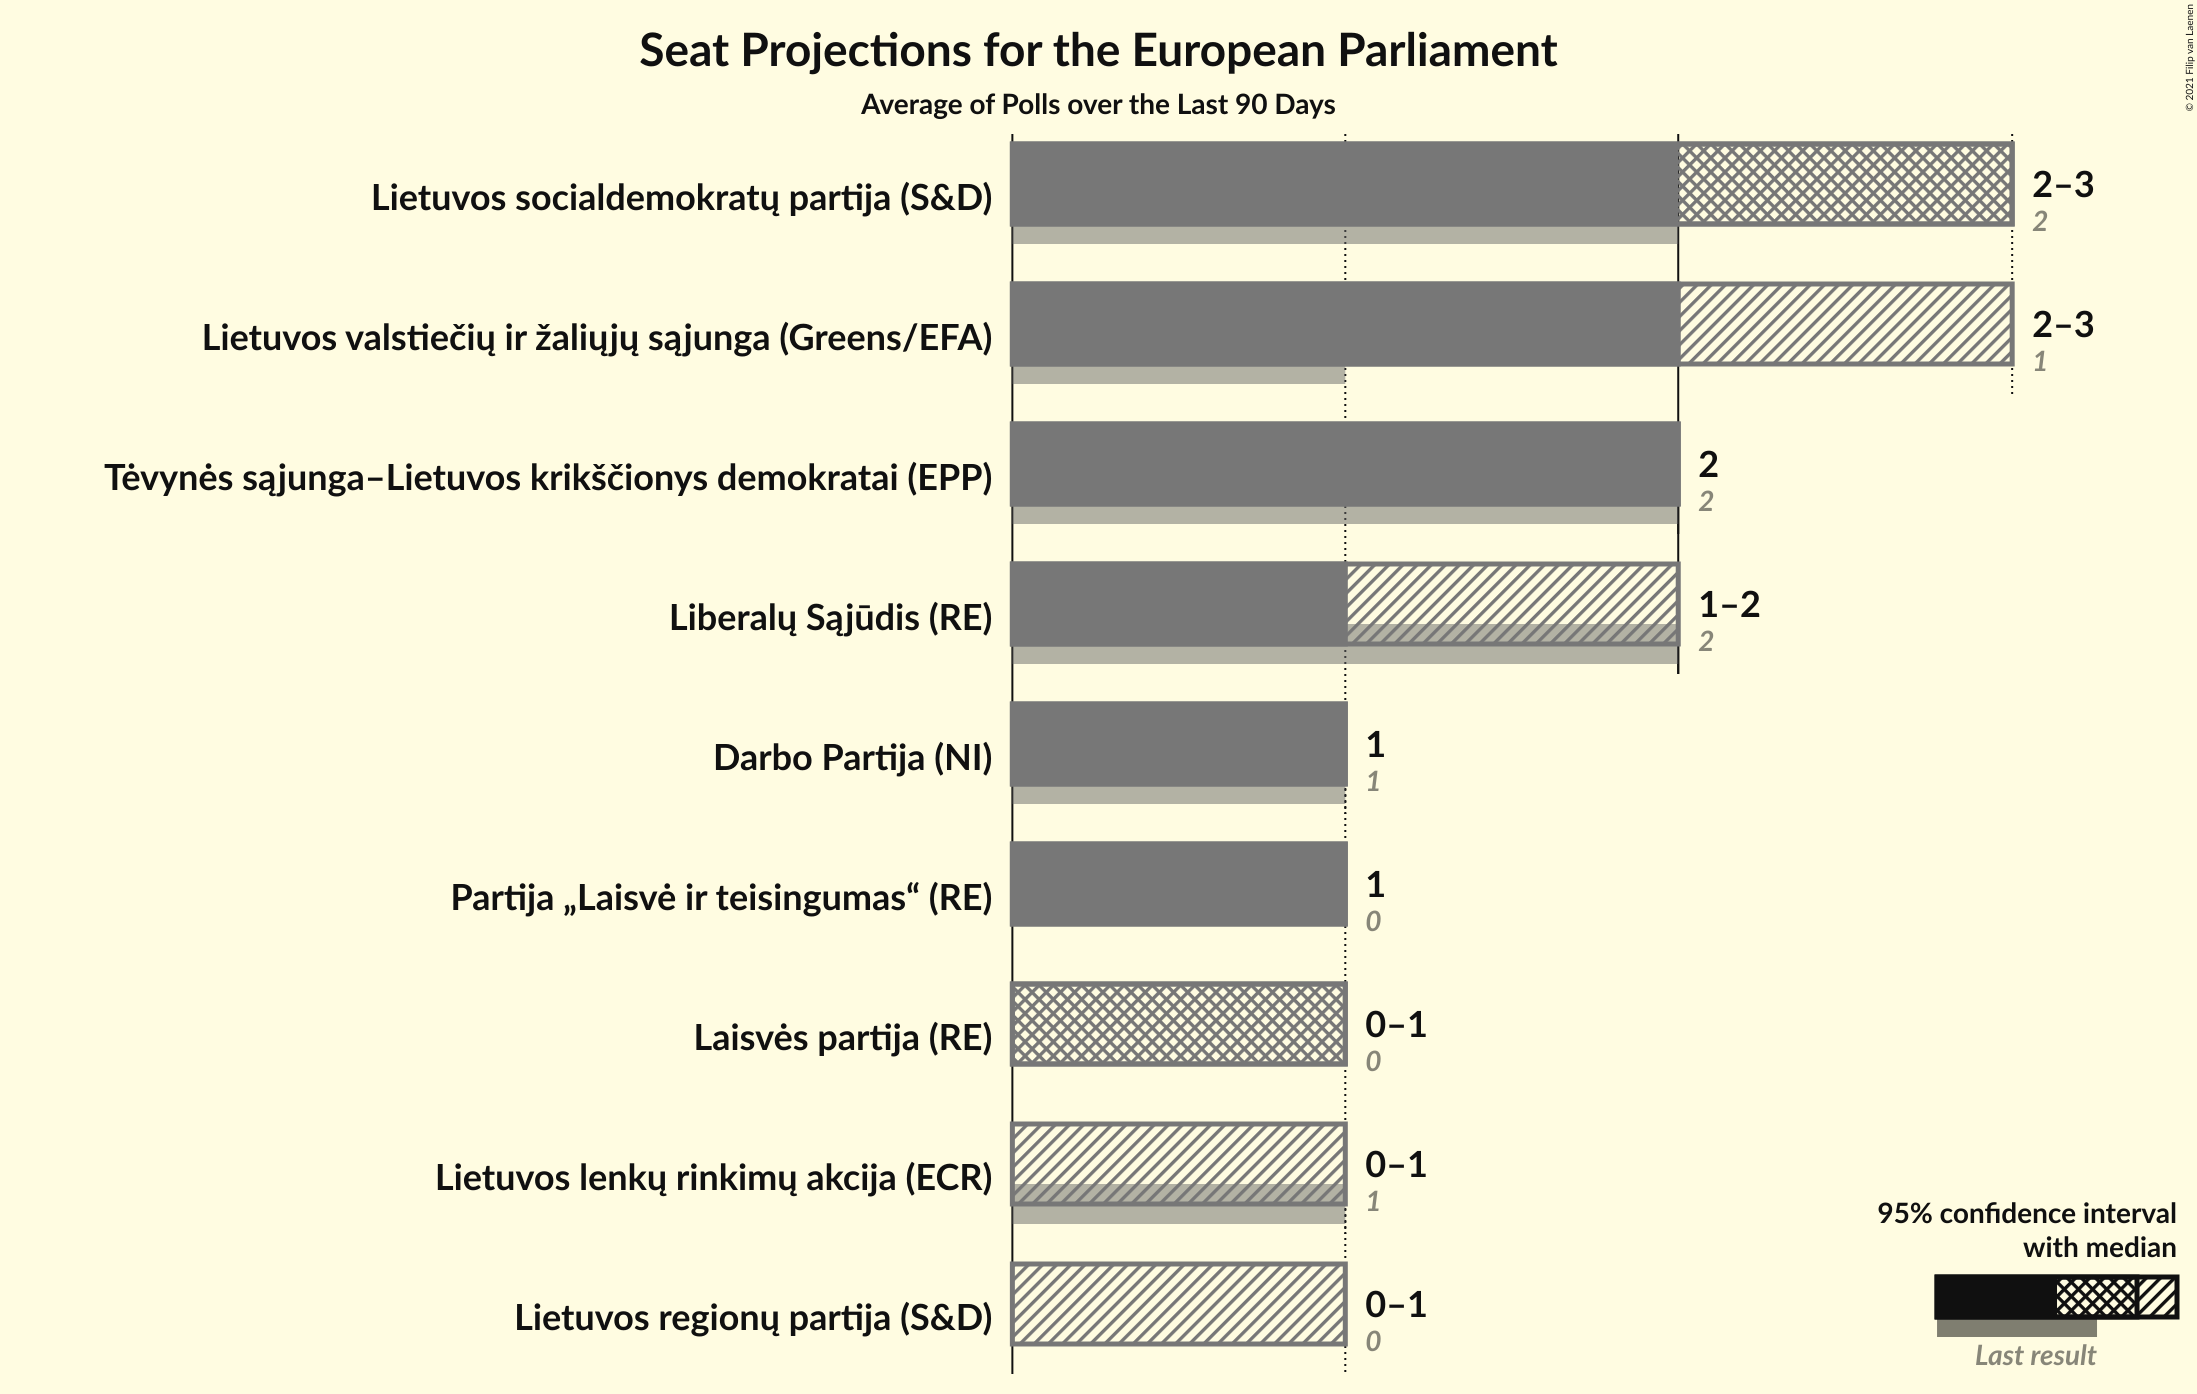 Seat Projections for the European Parliament
Average of Polls over the Last 90 Days
© 2021 Filip van Laenen
Lietuvos socialdemokratų partija (S&D)
2–3
2
Lietuvos valstiečių ir žaliųjų sąjunga (Greens/EFA)
2–3
1
Tėvynės sąjunga–Lietuvos krikščionys demokratai (EPP)
2
2
Liberalų Sąjūdis (RE)
1–2
2
Darbo Partija (NI)
1
1
Partija „Laisvė ir teisingumas“ (RE)
1
0
Laisvės partija (RE)
0–1
0
Lietuvos lenkų rinkimų akcija (ECR)
0–1
1
Lietuvos regionų partija (S&D)
0–1
0
95% confidence interval
with median
Last result